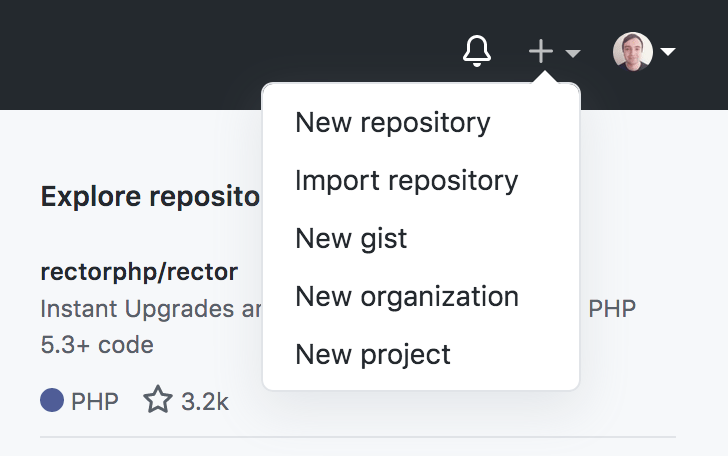 New repository
Import repository
New gist
New organization
New project
Explore reposito
rectorphp/rector
Instant Upgrades PHP
5.3+ code
PHP 3.2k